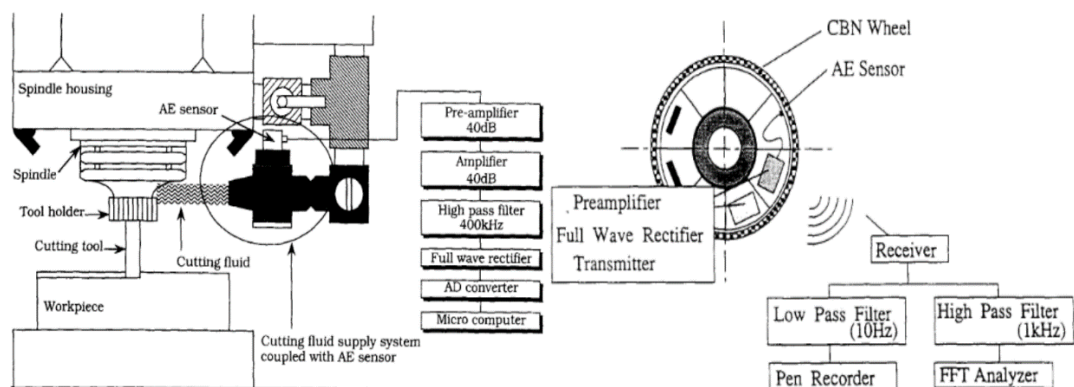 Spindle housing
AE sensor
Spindle
Tool holder
Cutting tool
Cutting fluid
Workpiece
Cutting fluid supply system
coupled with AE sensor
Pre-amplifier
40dB
Amplifier
40dB
High pass filter
400kHz
Full wave rectifier
AD converter
Micro computer
CBN Wheel
AE Sensor
Preamplifier
Full Wave Rectifier
Transmitter
Receiver
Low Pass Filter
(10Hz)
High Pass Filter
(1kHz)
Pen Recorder
FFT Analyzer